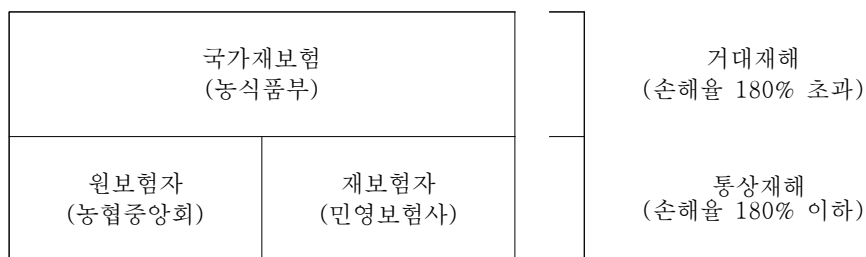 국가재보험
(농식품부)
거대재해
(손해율 180% 초과)
원보험자
(농협중앙회)
재보험자
(민영보험사)
통상재해
(손해율 180% 이하)